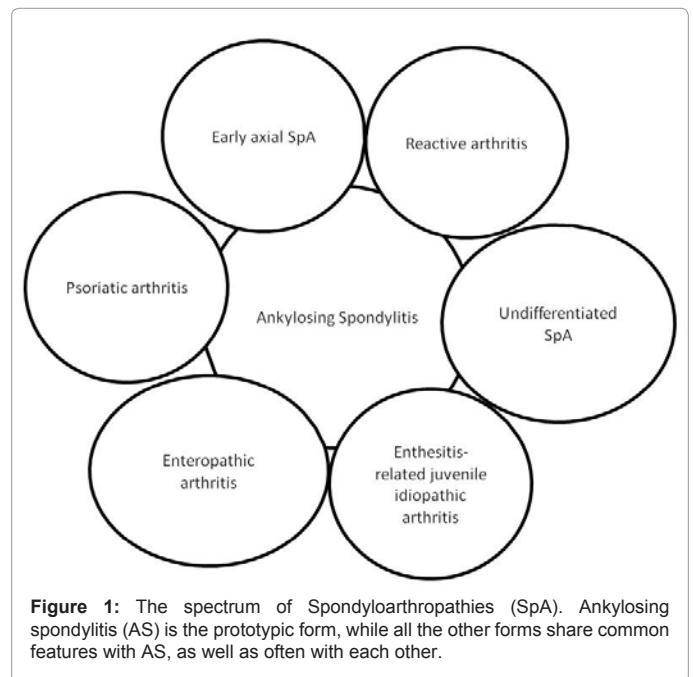 Early axial SpA
Reactive arthritis
Psoriatic arthritis
Ankylosing Spondylitis
Undifferentiated
SpA
Enteropathic
arthritis
Enthesitis-
related juvenile
idiopathic
arthritis
Figure 1: The spectrum of Spondyloarthropathies (SpA). Ankylosing
spondylitis (AS) is the prototypic form, while all the other forms share common
features with AS, as well as often with each other.